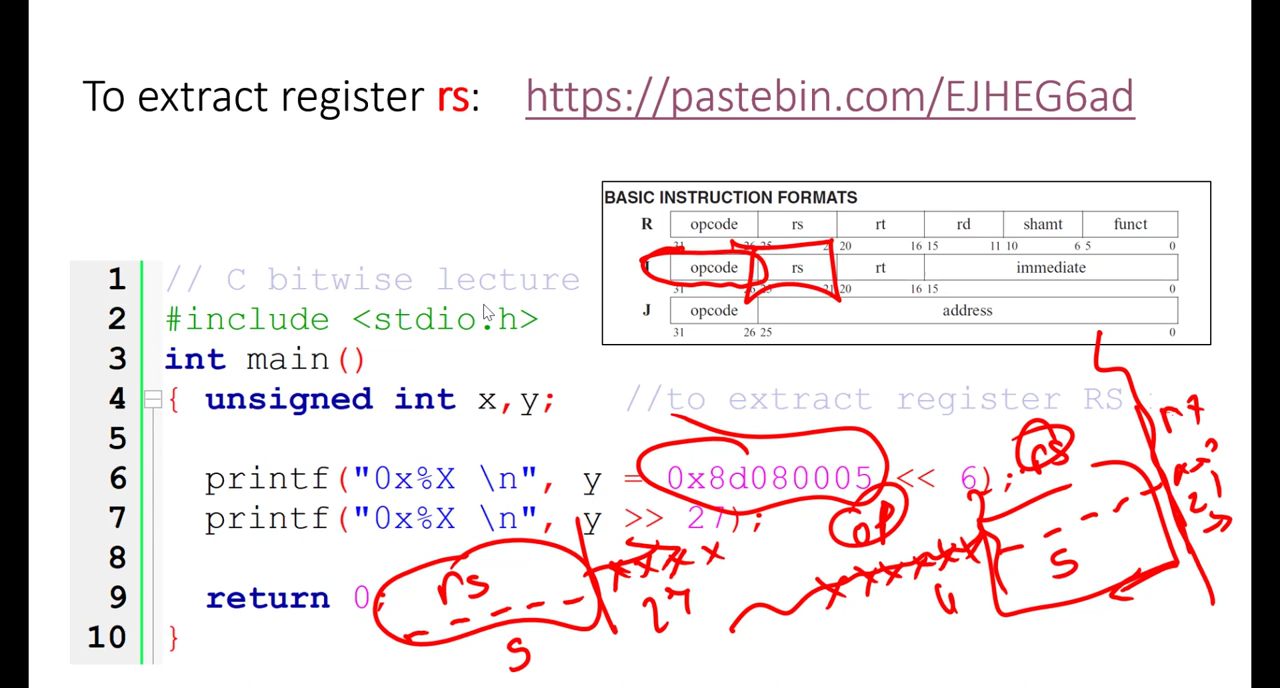 To extract register rs: https://pastebin.com/EJHEG6ad
BASIC INSTRUCTION FORMATS
R opcode rs rt rd shamt funct
31 26 25 21 20 16 15 11 10 6 5 0
opcode rs rt immediate
31 26 25 21 20 16 15 0
J opcode address
31 26 25 0
1 // C bitwise lecture
2 #include <stdio.h>
3 int main()
4 { unsigned int x,y; //to extract register RS
5
6 printf("0x%X \n", y = 0x8d080005 << 6);
7 printf("0x%X \n", y >> 27);
8
9 return 0;
10 }
rs
op
rs
27
5
5